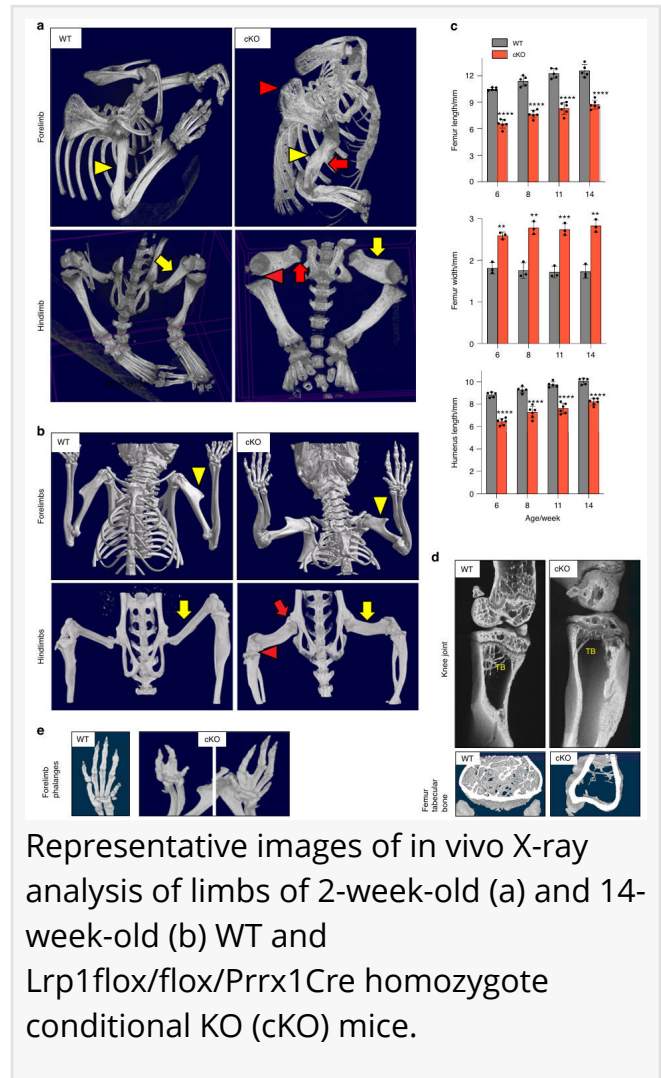 a
WT
cKO
Forelimb
Hindlimb
b
WT
cKO
Forelimbs
Hindlimbs
e
WT
cKO
Forelimb
phalanges
c
WT
cKO
Femur length/mm
12
9
6
3
0
**** **** **** ****
6 8 11 14
Femur width/mm
3
2
1
0
** ** *** **
6 8 11 14
Humerus length/mm
10
8
6
4
2
0
**** **** **** ****
6 8 11 14
Age/week
d
WT
cKO
Knee joint
TB
TB
WT
cKO
Femur
tabecular
bone
Representative images of in vivo X-ray
analysis of limbs of 2-week-old (a) and 14-
week-old (b) WT and
Lrp1flox/flox/Prrx1Cre homozygote
conditional KO (cKO) mice.